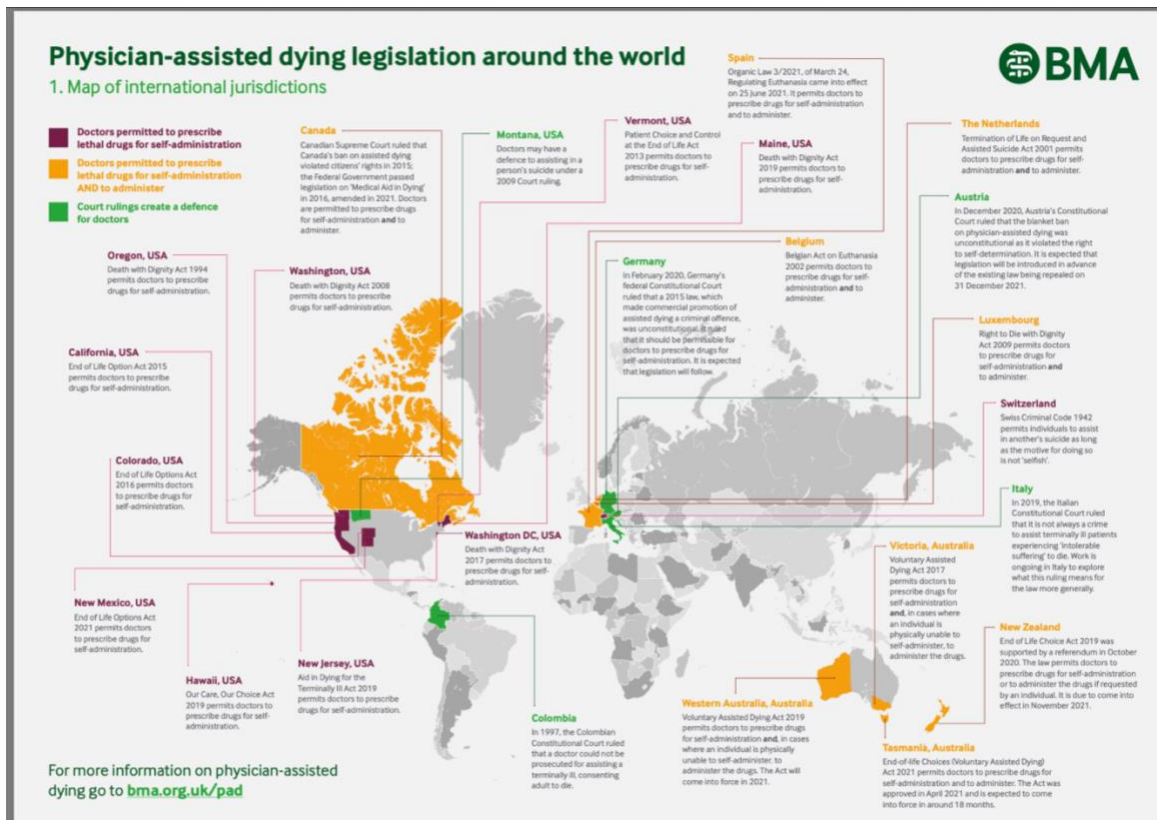 Physician-assisted dying legislation around the world
1. Map of international jurisdictions
BMA
Doctors permitted to prescribe
lethal drugs for self-administration
Doctors permitted to prescribe
lethal drugs for self-administration
AND to administer
Court rulings create a defence
for doctors
Canada
Canadian Supreme Court ruled that
Canada's ban on assisted dying
violated citizens' rights in 2015;
the Federal Government passed
legislation on 'Medical Aid in Dying'
in 2016, amended in 2021. Doctors
are permitted to prescribe drugs
for self-administration and to
administer.
Montana, USA
Doctors may have a
defence to assisting in a
person's suicide under a
2009 Court ruling.
Vermont, USA
Patient Choice and Control
at the End of Life Act
2013 permits doctors to
prescribe drugs for self-
administration.
Spain
Organic Law 3/2021, of March 24,
Regulating Euthanasia came into effect
on 25 June 2021. It permits doctors to
prescribe drugs for self-administration
and to administer.
Maine, USA
Death with Dignity Act
2019 permits doctors to
prescribe drugs for self-
administration.
The Netherlands
Termination of Life on Request and
Assisted Suicide Act 2001 permits
doctors to prescribe drugs for self-
administration and to administer.
Austria
In December 2020, Austria's Constitutional
Court ruled that the blanket ban
on physician-assisted dying was
unconstitutional as it violated the right
to self-determination. It is expected that
legislation will be introduced in advance
of the existing law being repealed on
31 December 2021.
Oregon, USA
Death with Dignity Act 1994
permits doctors to prescribe
drugs for self-administration.
Washington, USA
Death with Dignity Act 2008
permits doctors to prescribe
drugs for self-administration.
Germany
In February 2020, Germany's
federal Constitutional Court
ruled that a 2015 law, which
made commercial promotion of
assisted dying a criminal offence,
was unconstitutional. It ruled
that it should be permissible for
doctors to prescribe drugs for
self-administration. It is expected
that legislation will follow.
Belgium
Belgian Act on Euthanasia
2002 permits doctors to
prescribe drugs for self-
administration and to
administer.
Luxembourg
Right to Die with Dignity
Act 2009 permits doctors
to prescribe drugs for
self-administration and
to administer.
California, USA
End of Life Option Act 2015
permits doctors to prescribe
drugs for self-administration.
Switzerland
Swiss Criminal Code 1942
permits individuals to assist
in another's suicide as long
as the motive for doing so
is not 'selfish'.
Colorado, USA
End of Life Options Act
2016 permits doctors
to prescribe drugs for
self-administration.
Italy
In 2019, the Italian
Constitutional Court ruled
that it is not always a crime
to assist terminally ill patients
experiencing 'intolerable
suffering' to die. Work is
ongoing in Italy to explore
what this ruling means for
the law more generally.
Washington DC, USA
Death with Dignity Act
2017 permits doctors to
prescribe drugs for self-
administration.
Victoria, Australia
Voluntary Assisted
Dying Act 2017
permits doctors to
prescribe drugs for
self-administration
and, in cases where
an individual is
physically unable to
self-administer, to
administer the drugs.
New Mexico, USA
End of Life Options Act
2021 permits doctors
to prescribe drugs for
self-administration.
New Zealand
End of Life Choice Act 2019 was
supported by a referendum in October
2020. The law permits doctors to
prescribe drugs for self-administration
or to administer the drugs if requested
by an individual. It is due to come into
effect in November 2021.
Hawaii, USA
Our Care, Our Choice Act
2019 permits doctors to
prescribe drugs for self-
administration.
New Jersey, USA
Aid in Dying for the
Terminally Ill Act 2019
permits doctors to prescribe
drugs for self-administration.
Colombia
In 1997, the Colombian
Constitutional Court ruled
that a doctor could not be
prosecuted for assisting a
terminally ill, consenting
adult to die.
Western Australia, Australia
Voluntary Assisted Dying Act 2019
permits doctors to prescribe drugs
for self-administration and, in cases
where an individual is physically
unable to self-administer, to
administer the drugs. The Act will
come into force in 2021.
Tasmania, Australia
End-of-life Choices (Voluntary Assisted Dying)
Act 2021 permits doctors to prescribe drugs for
self-administration and to administer. The Act was
approved in April 2021 and is expected to come
into force in around 18 months.
For more information on physician-assisted
dying go to bma.org.uk/pad